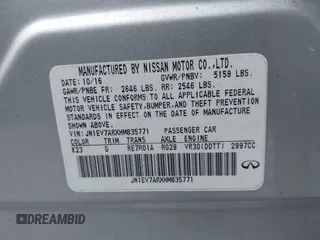 MANUFACTURED BY NISSAN MOTOR CO.,LTD.
DATE: 10/16 GVWR/PNBV: 5159 LBS.
GAWR/PNBE FR: 2646 LBS. RR: 2546 LBS.
THIS VEHICLE CONFORMS TO ALL APPLICABLE FEDERAL
MOTOR VEHICLE SAFETY,BUMPER,AND THEFT PREVENTION
STANDARDS IN EFFECT ON THE DATE OF MANUFACTURE
SHOWN ABOVE.
VIN: JN1EV7ARXHM835771 PASSENGER CAR
COLOR TRIM TRANS AXLE ENGINE
K23 G RE7R01A RG29 VR30(DDTT) 2997CC
JN1EV7ARXHM835771
INFINITI
AUTOBIDMASTER